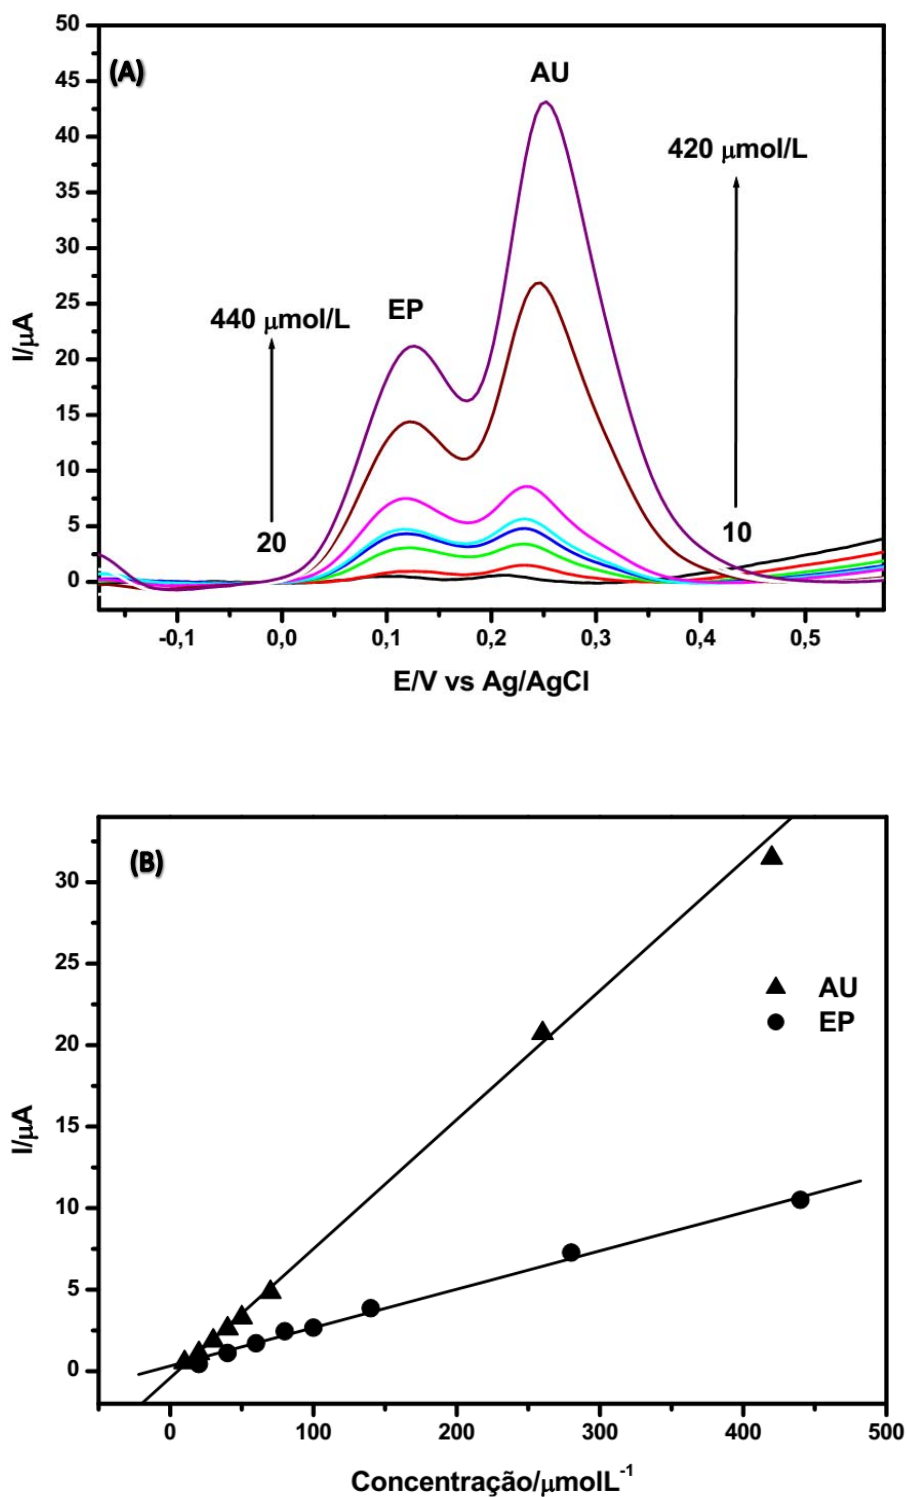 50
(A)
AU
45
40
420 μmol/L
35
30
EP
25
440 μmol/L
I/μA
20
15
10
5
20
10
0
-0,1 0,0 0,1 0,2 0,3 0,4 0,5
E/V vs Ag/AgCl
(B)
30
25
AU
EP
20
I/μA
15
10
5
0
0 100 200 300 400 500
Concentração/μmolL⁻¹